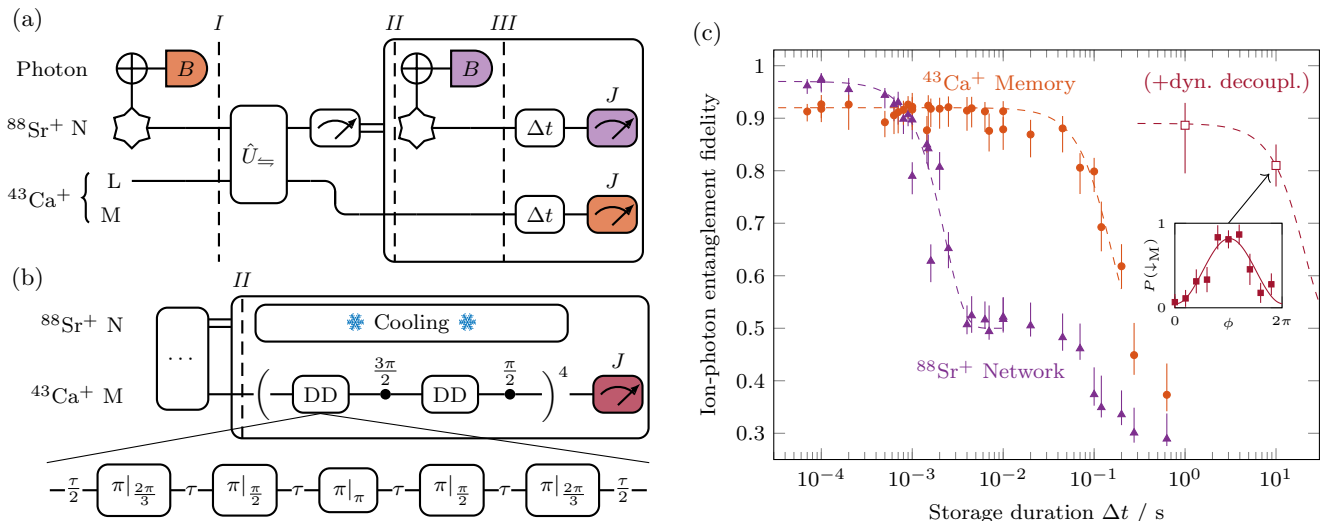 (a)
I II III
Photon B B
⁸⁸Sr⁺ N Δt J
Û⇆
⁴³Ca⁺ { L
M Δt J
(b)
II
⁸⁸Sr⁺ N ❄ Cooling ❄
...
⁴³Ca⁺ M ( DD 3π/2 DD π/2 )⁴ J
τ/2 π|2π/3 τ π|π/2 τ π|π τ π|π/2 τ π|2π/3 τ/2
(c)
Ion-photon entanglement fidelity
1
0.9
0.8
0.7
0.6
0.5
0.4
0.3
⁴³Ca⁺ Memory
(+dyn. decoupl.)
⁸⁸Sr⁺ Network
P(↓M)
1
0
0 ϕ 2π
10⁻⁴ 10⁻³ 10⁻² 10⁻¹ 10⁰ 10¹
Storage duration Δt / s